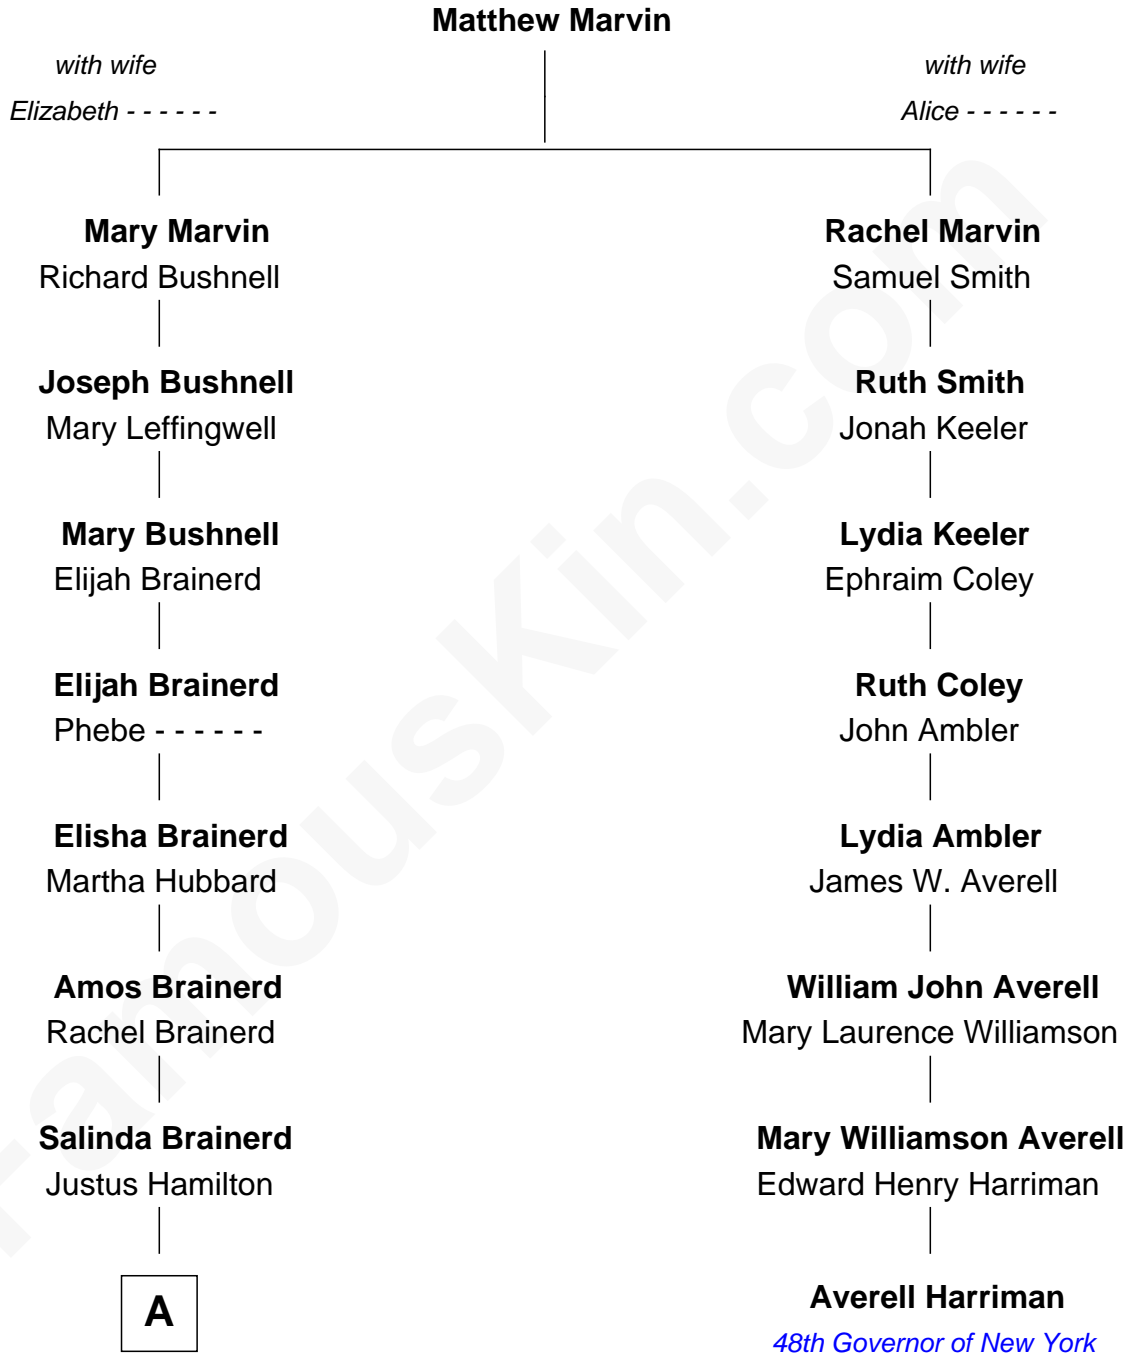 Matthew Marvin
with wife
Elizabeth - - - - - -
with wife
Alice - - - - - -
Mary Marvin
Richard Bushnell
Joseph Bushnell
Mary Leffingwell
Mary Bushnell
Elijah Brainerd
Elijah Brainerd
Phebe - - - - - -
Elisha Brainerd
Martha Hubbard
Amos Brainerd
Rachel Brainerd
Salinda Brainerd
Justus Hamilton
A
Rachel Marvin
Samuel Smith
Ruth Smith
Jonah Keeler
Lydia Keeler
Ephraim Coley
Ruth Coley
John Ambler
Lydia Ambler
James W. Averell
William John Averell
Mary Laurence Williamson
Mary Williamson Averell
Edward Henry Harriman
Averell Harriman
48th Governor of New York
FamousKin.com